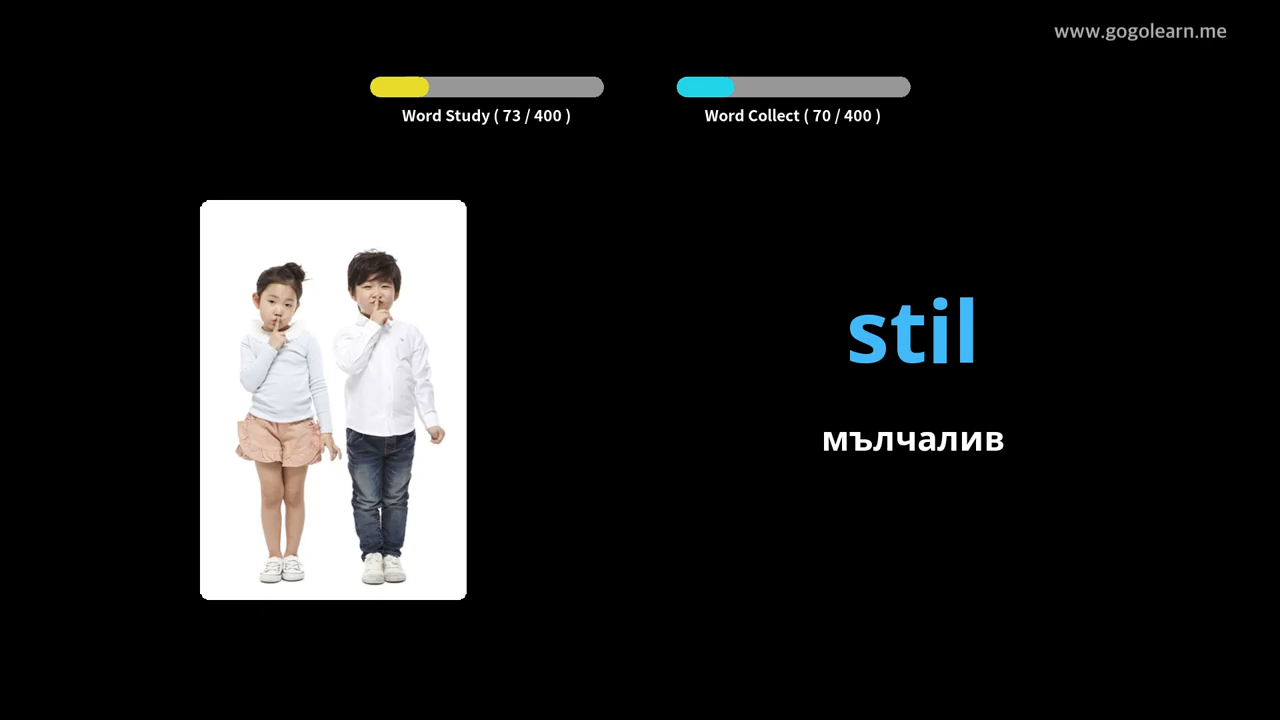 www.gogolearn.me
Word Study ( 73 / 400 )
Word Collect ( 70 / 400 )
stil
мълчалив